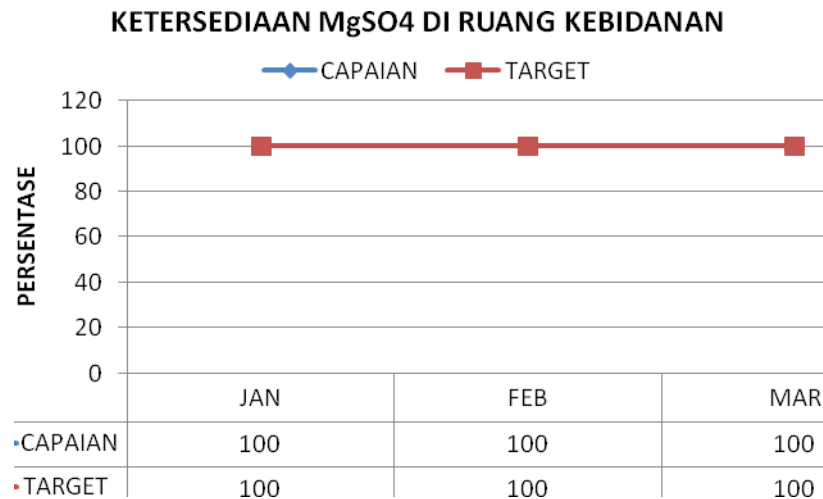 KETERSEDIAAN MgSO4 DI RUANG KEBIDANAN
CAPAIAN TARGET
120
100
80
60
40
20
0
PERSENTASE
JAN FEB MAR
CAPAIAN 100 100 100
TARGET 100 100 100